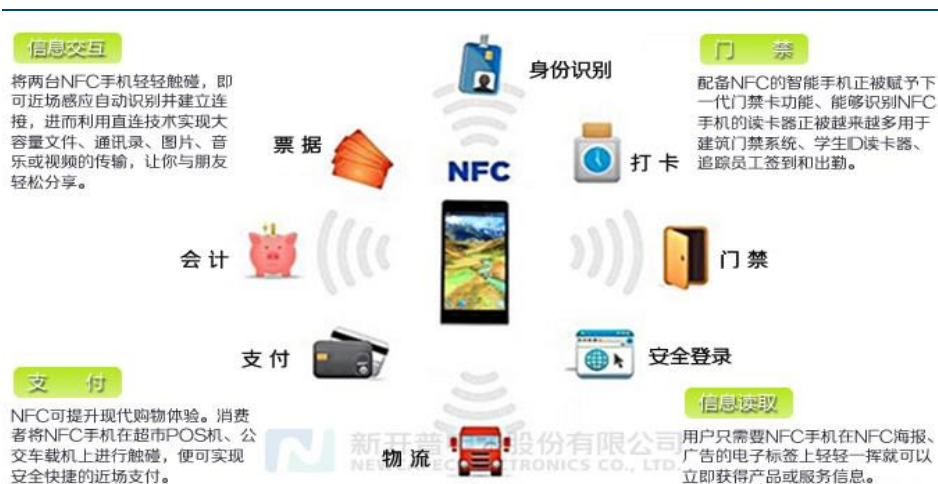 信息交互
将两台NFC手机轻轻触碰，即
可近场感应自动识别并建立连
接，进而利用直连技术实现大
容量文件、通讯录、图片、音
乐或视频的传输，让你与朋友
轻松分享。
身份识别
门 禁
配备NFC的智能手机正被赋予下
一代门禁卡功能、能够识别NFC
手机的读卡器正被越来越多用于
建筑门禁系统、学生ID读卡器、
追踪员工签到和出勤。
票据
NFC
打卡
会计
门禁
支付
安全登录
支 付
NFC可提升现代购物体验。消费
者将NFC手机在超市POS机、公
交车载机上进行触碰，便可实现
安全快捷的近场支付。
物流
新开普 股份有限公司
CO., LTD.
信息读取
用户只需要NFC手机在NFC海报、
广告的电子标签上轻轻一挥就可以
立即获得产品或服务信息。